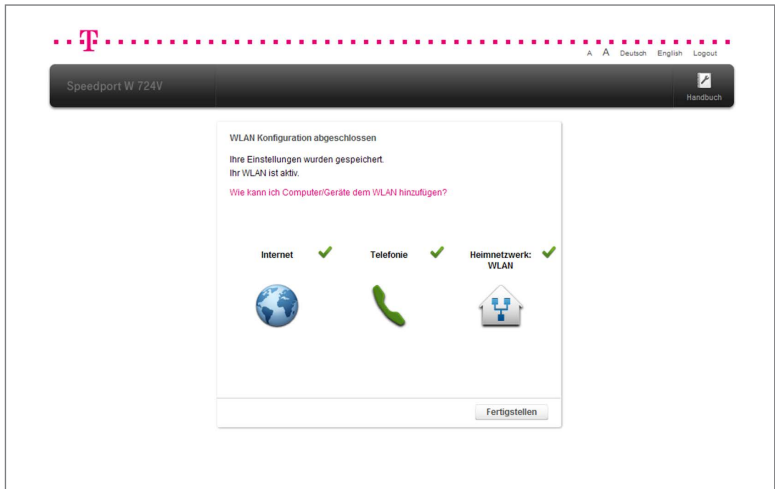 T
A A Deutsch English Logout
Speedport W 724V
Handbuch
WLAN Konfiguration abgeschlossen
Ihre Einstellungen wurden gespeichert.
Ihr WLAN ist aktiv.
Wie kann ich Computer/Geräte dem WLAN hinzufügen?
Internet
Telefonie
Heimnetzwerk:
WLAN
Fertigstellen